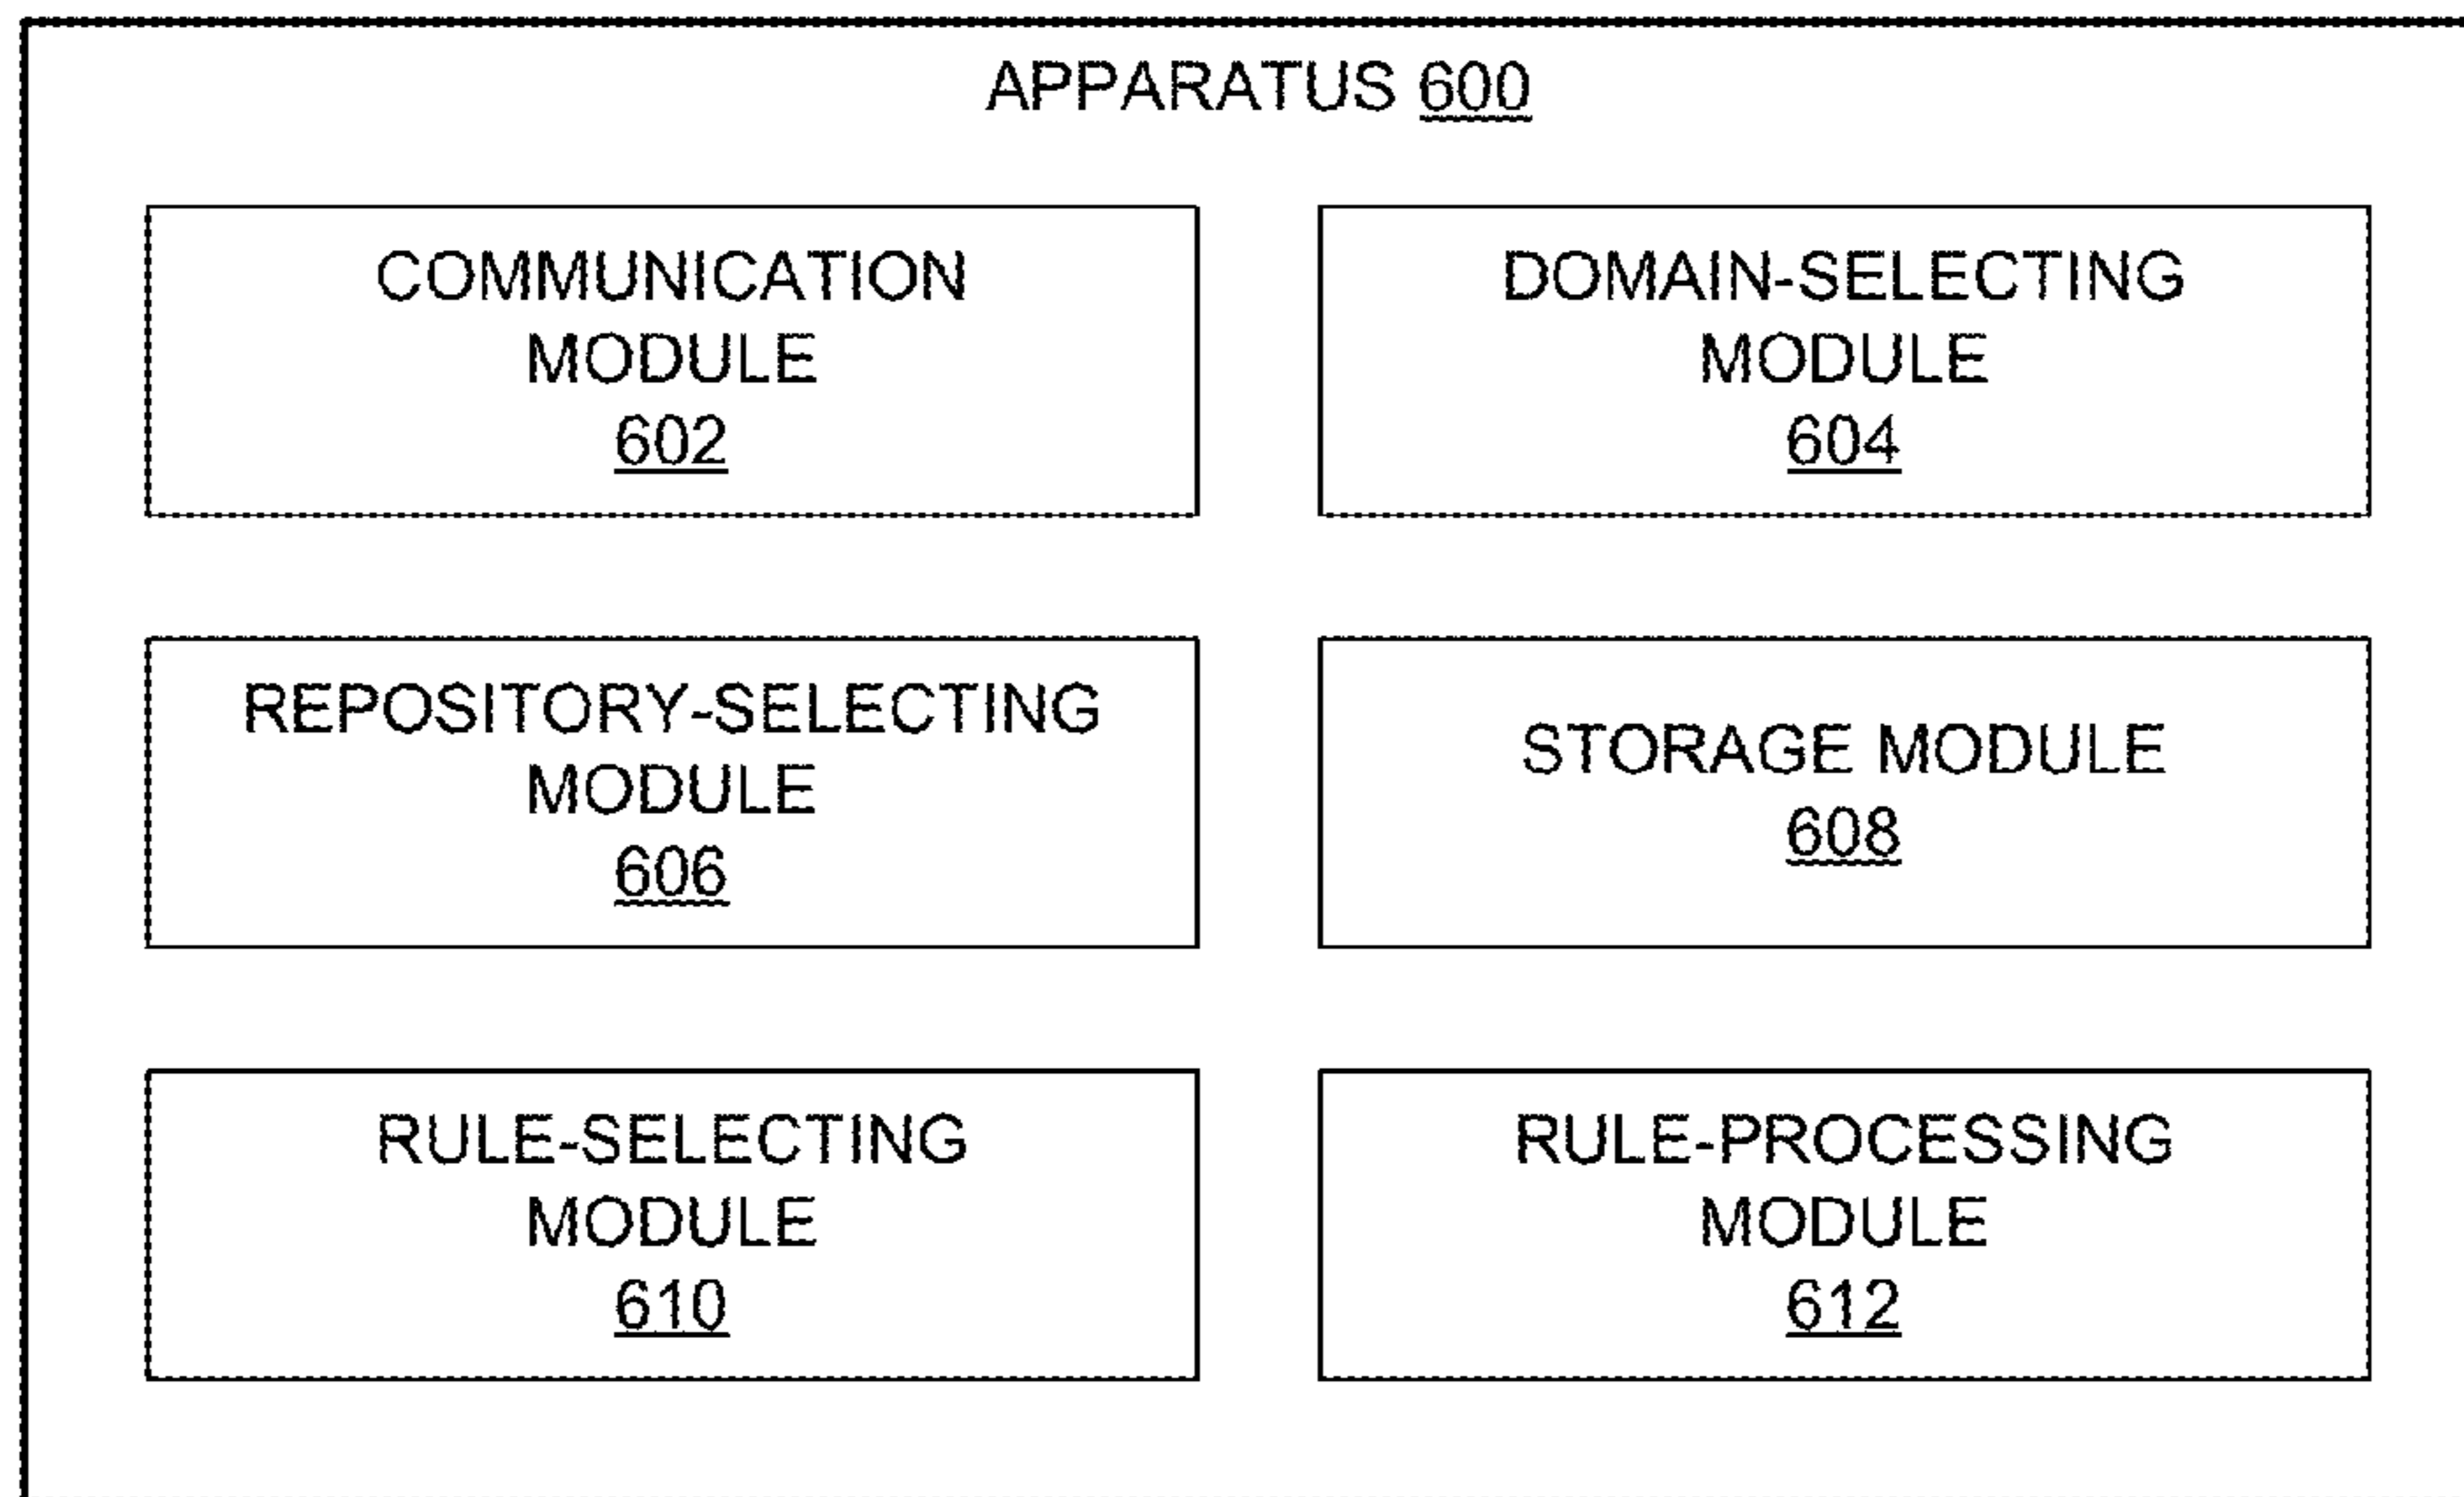 APPARATUS 600
COMMUNICATION
MODULE
602
DOMAIN-SELECTING
MODULE
604
REPOSITORY-SELECTING
MODULE
606
STORAGE MODULE
608
RULE-SELECTING
MODULE
610
RULE-PROCESSING
MODULE
612